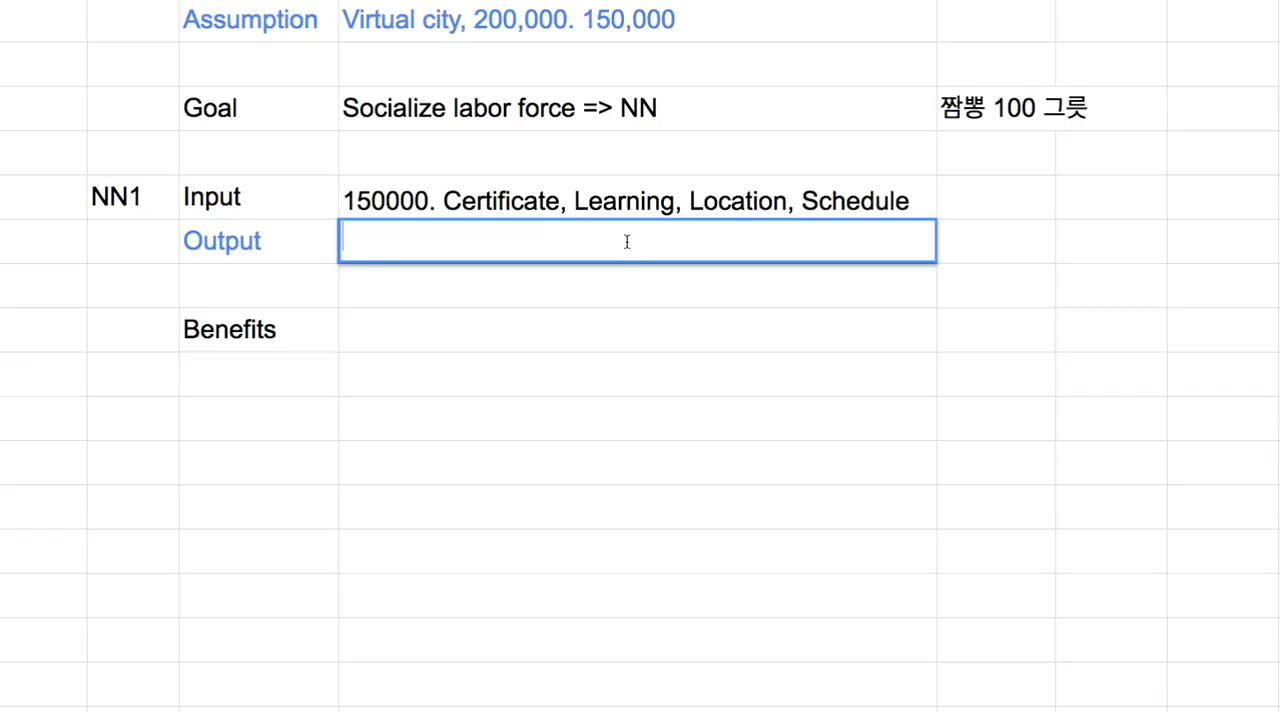 Assumption Virtual city, 200,000. 150,000
Goal Socialize labor force => NN 짬뽕 100 그릇
NN1 Input 150000. Certificate, Learning, Location, Schedule
Output
Benefits